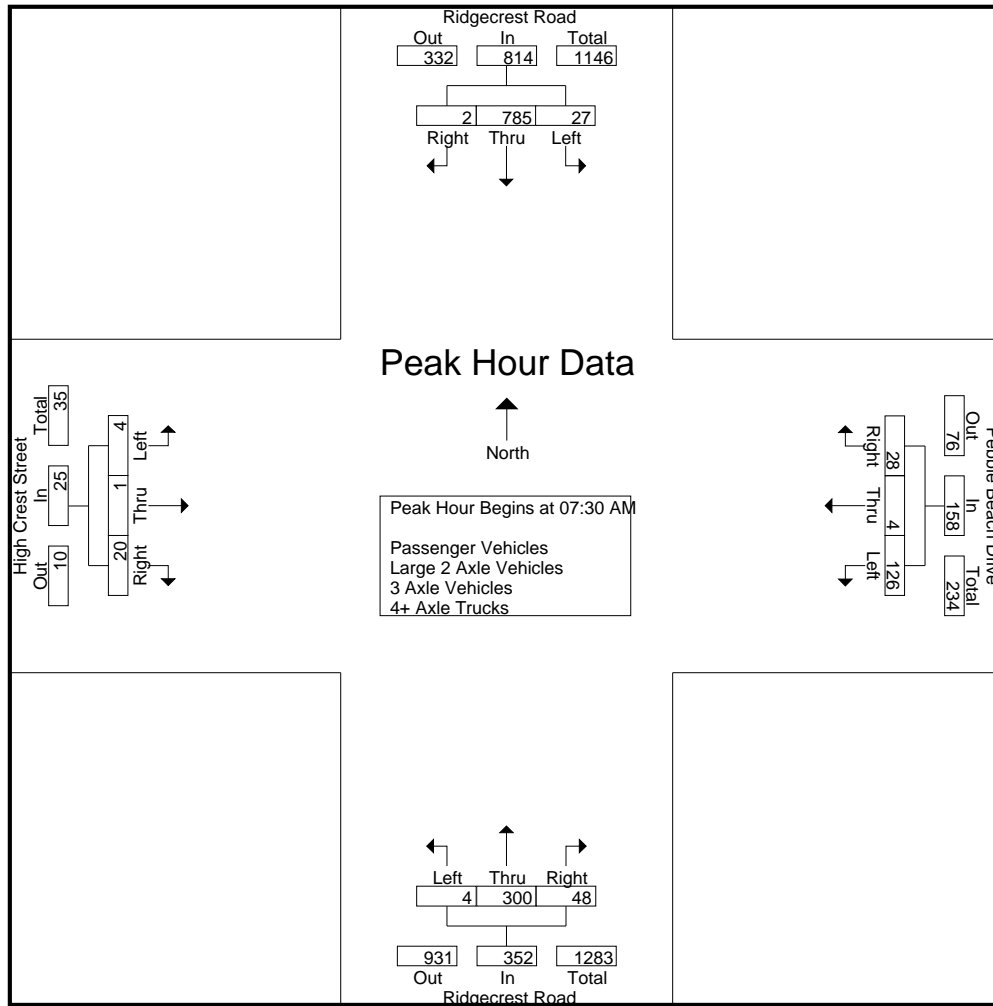 Ridgecrest Road
Out In Total
332 814 1146
2 785 27
Right Thru Left
Peak Hour Data
North
Peak Hour Begins at 07:30 AM
Passenger Vehicles
Large 2 Axle Vehicles
3 Axle Vehicles
4+ Axle Trucks
High Crest Street
Out In Total
10 25 35
20 1 4
Right Thru Left
Pebble Beach Drive
Out In Total
76 158 234
28 4 126
Right Thru Left
Left Thru Right
4 300 48
931 352 1283
Out In Total
Ridgecrest Road